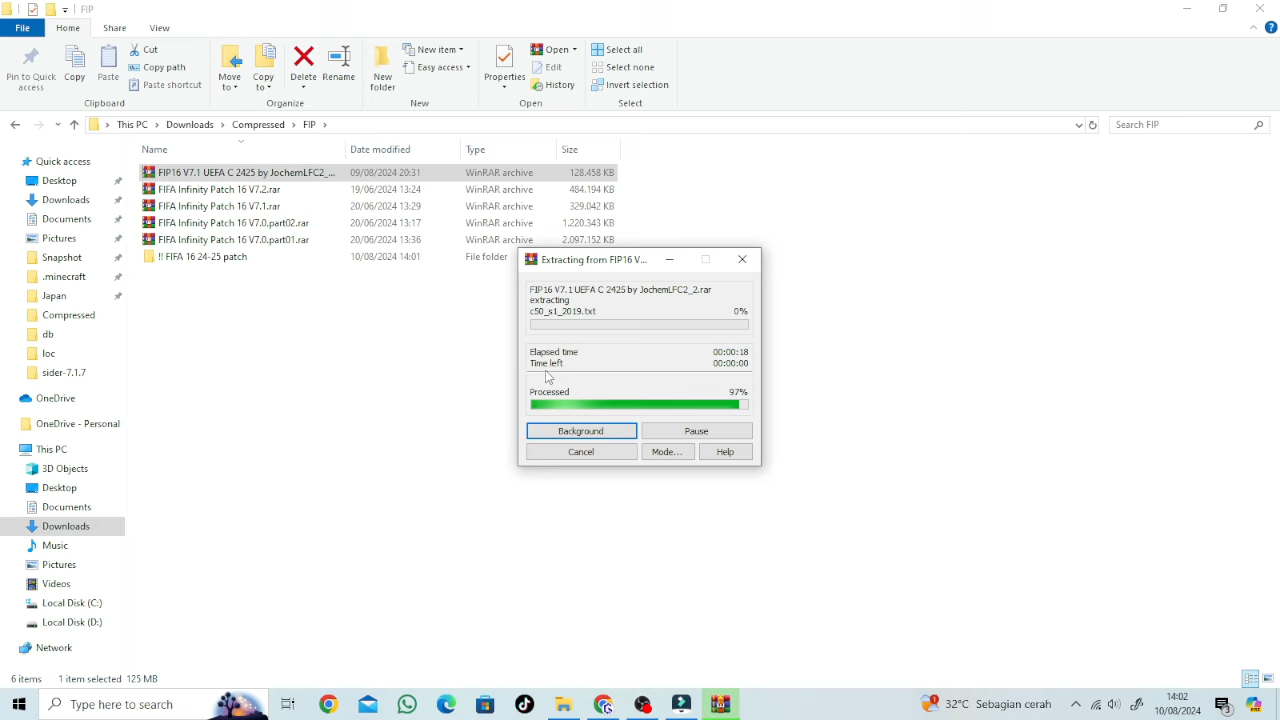 FIP
File Home Share View
Pin to Quick access
Copy
Paste
Cut
Copy path
Paste shortcut
Clipboard
Move to
Copy to
Delete
Rename
Organize
New folder
New item
Easy access
New
Properties
Open
Edit
History
Open
Select all
Select none
Invert selection
Select
This PC > Downloads > Compressed > FIP >
Search FIP
Name Date modified Type Size
FIP16 V7.1 UEFA C 2425 by JochemLFC2_... 09/08/2024 20:31 WinRAR archive 128.458 KB
FIFA Infinity Patch 16 V7.2.rar 19/06/2024 13:24 WinRAR archive 484.194 KB
FIFA Infinity Patch 16 V7.1.rar 20/06/2024 13:29 WinRAR archive 329.042 KB
FIFA Infinity Patch 16 V7.0.part02.rar 20/06/2024 13:17 WinRAR archive 1.220.343 KB
FIFA Infinity Patch 16 V7.0.part01.rar 20/06/2024 13:36 WinRAR archive 2.097.152 KB
!! FIFA 16 24-25 patch 10/08/2024 14:01 File folder
Quick access
Desktop
Downloads
Documents
Pictures
Snapshot
.minecraft
Japan
Compressed
db
loc
sider-7.1.7
OneDrive
OneDrive - Personal
This PC
3D Objects
Desktop
Documents
Downloads
Music
Pictures
Videos
Local Disk (C:)
Local Disk (D:)
Network
Extracting from FIP16 V...
FIP16 V7.1 UEFA C 2425 by JochemLFC2_2.rar
extracting
c50_s1_2019.txt 0%
Elapsed time 00:00:18
Time left 00:00:00
Processed 97%
Background Pause
Cancel Mode... Help
6 items 1 item selected 125 MB
Type here to search
1
32°C Sebagian cerah
14:02
10/08/2024
3